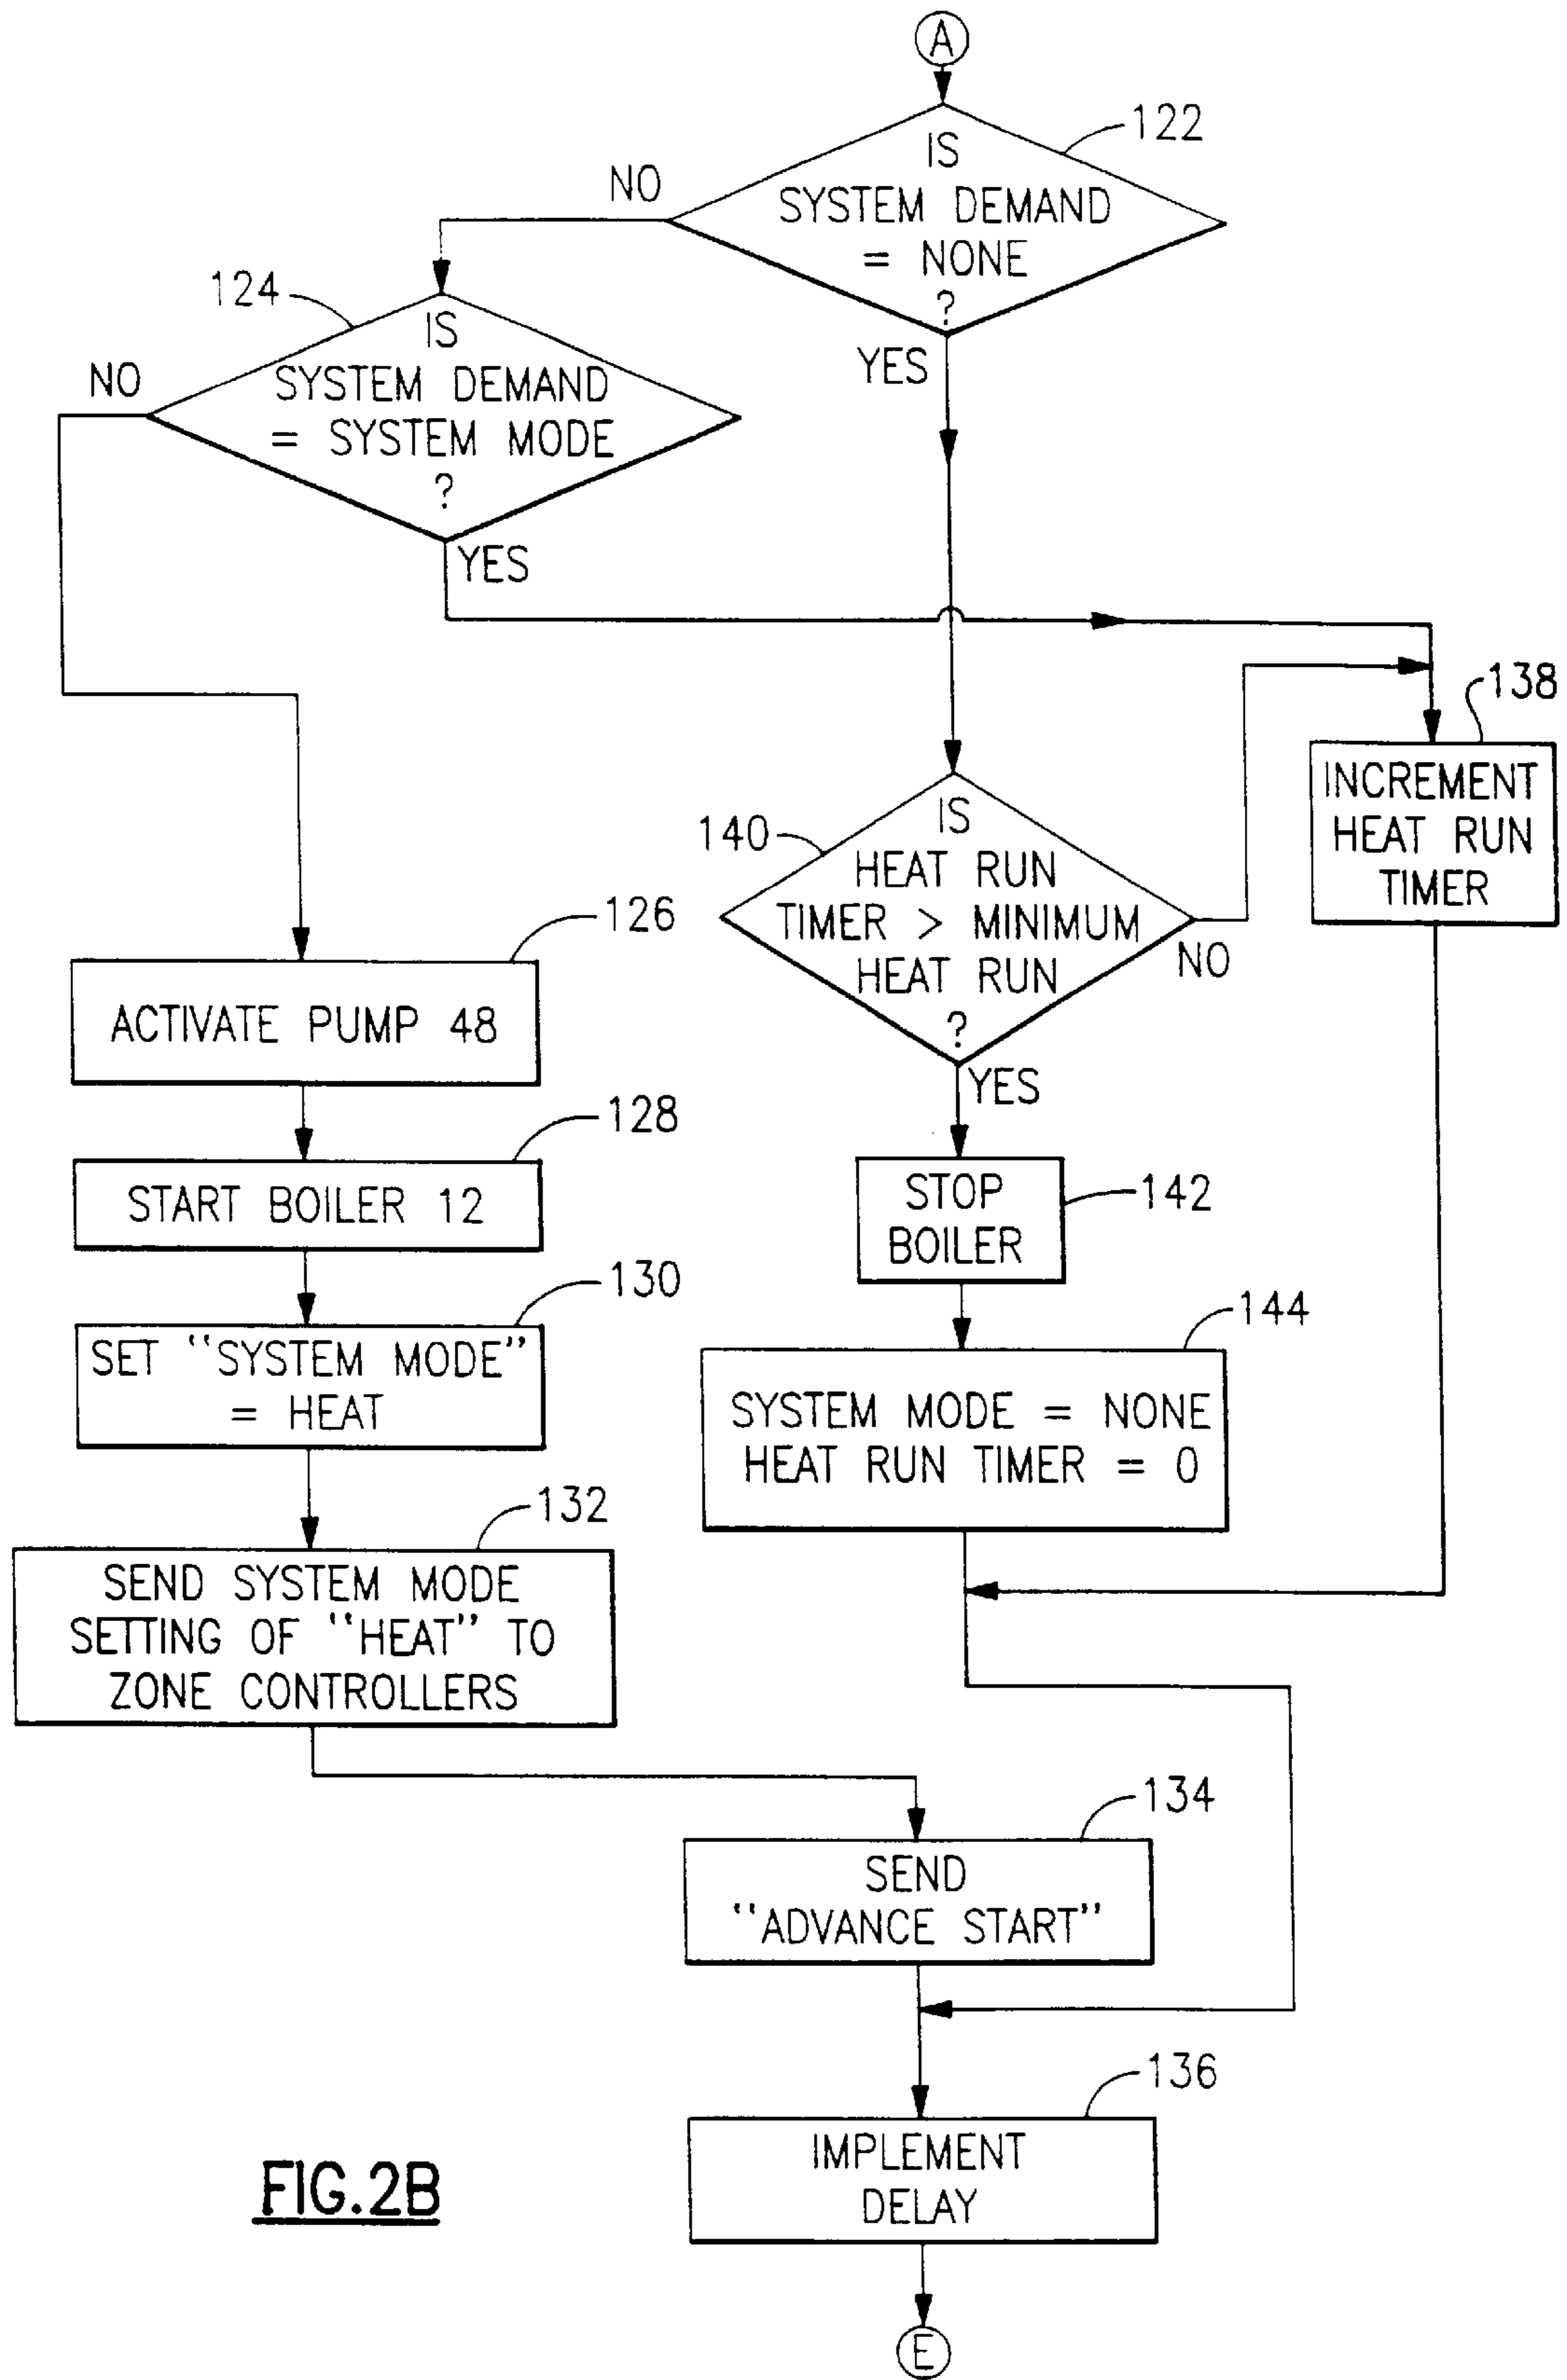 A
122
IS
SYSTEM DEMAND
= NONE
?
NO
YES
124
IS
SYSTEM DEMAND
= SYSTEM MODE
?
NO
YES
138
INCREMENT
HEAT RUN
TIMER
140
IS
HEAT RUN
TIMER > MINIMUM
HEAT RUN
?
NO
YES
126
ACTIVATE PUMP 48
128
START BOILER 12
142
STOP
BOILER
130
SET "SYSTEM MODE"
= HEAT
144
SYSTEM MODE = NONE
HEAT RUN TIMER = 0
132
SEND SYSTEM MODE
SETTING OF "HEAT" TO
ZONE CONTROLLERS
134
SEND
"ADVANCE START"
136
IMPLEMENT
DELAY
E
FIG.2B